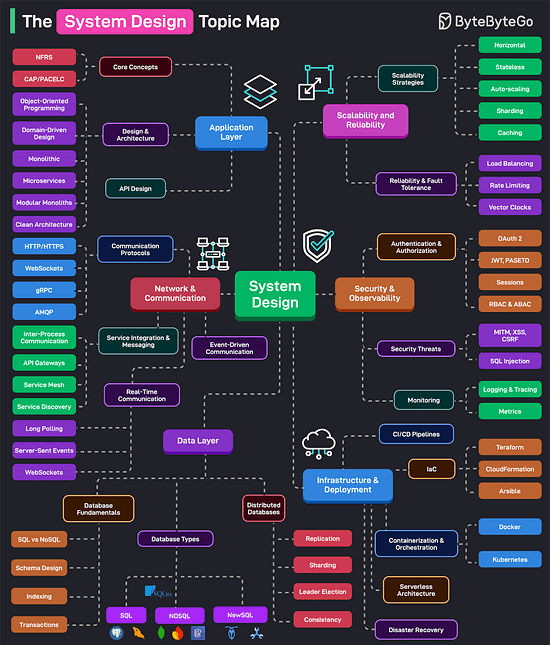 The System Design Topic Map
ByteByteGo
NFRS
CAP/PACELC
Core Concepts
Object-Oriented
Programming
Domain-Driven
Design
Monolithic
Microservices
Modular Monoliths
Clean Architecture
Design &
Architecture
API Design
Application
Layer
Scalability and
Reliability
Scalability
Strategies
Horizontal
Stateless
Auto-scaling
Sharding
Caching
Reliability & Fault
Tolerance
Load Balancing
Rate Limiting
Vector Clocks
HTTP/HTTPS
WebSockets
gRPC
AMQP
Communication
Protocols
Network &
Communication
System
Design
Security &
Observability
Authentication &
Authorization
OAuth 2
JWT, PASETO
Sessions
RBAC & ABAC
Inter-Process
Communication
API Gateways
Service Mesh
Service Discovery
Service Integration &
Messaging
Event-Driven
Communication
Real-Time
Communication
Long Polling
Server-Sent Events
WebSockets
Security Threats
MITM, XSS,
CSRF
SQL Injection
Monitoring
Logging & Tracing
Metrics
Data Layer
Database
Fundamentals
SQL vs NoSQL
Schema Design
Indexing
Transactions
Database Types
SQLite
SQL
NOSQL
NewSQL
Distributed
Databases
Replication
Sharding
Leader Election
Consistency
Infrastructure &
Deployment
CI/CD Pipelines
IaC
Teraform
CloudFormation
Ansible
Containerization &
Orchestration
Docker
Kubernetes
Serverless
Architecture
Disaster Recovery